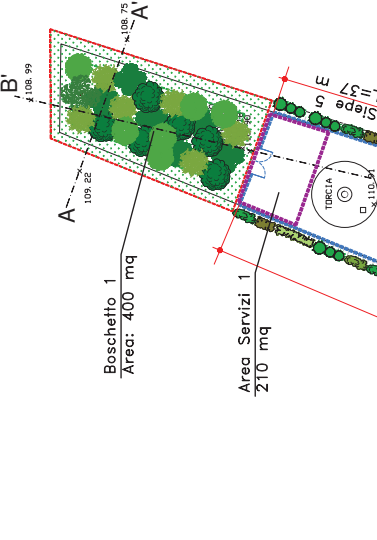 B'
108.99
108.75
A'
A
109.22
Siepe 5
L=37 m
TORCIA
110.91
Boschetto 1
Area: 400 mq
Area Servizi 1
210 mq